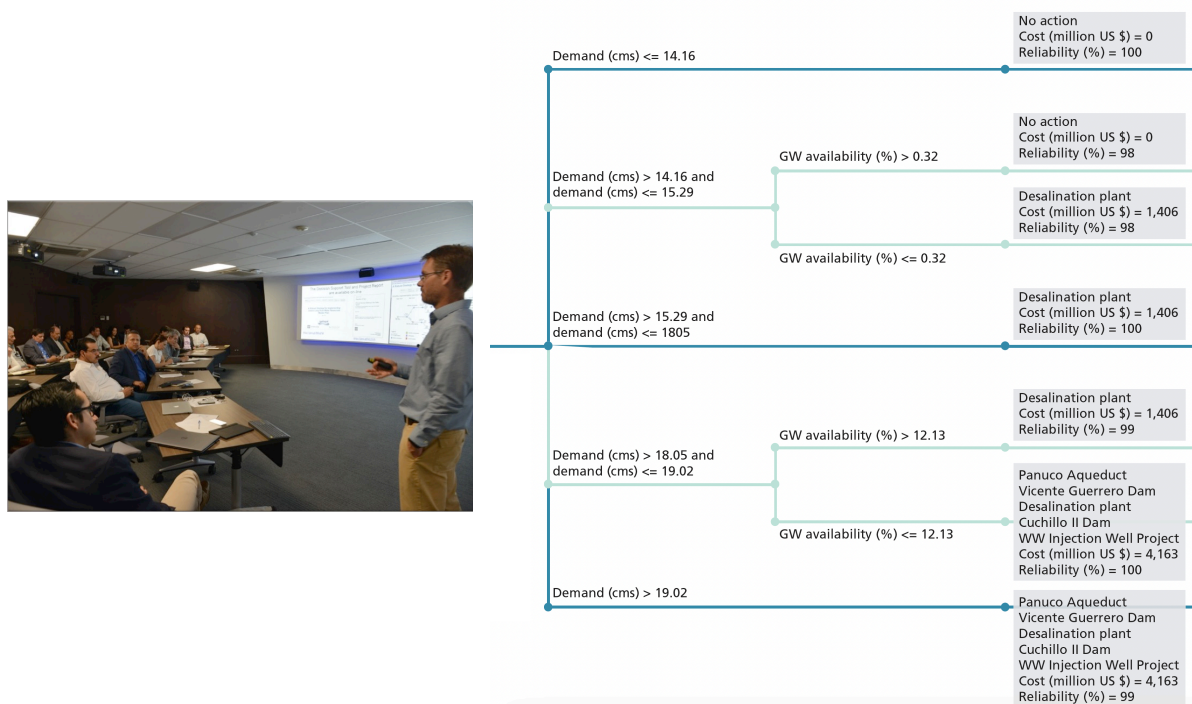 No action
Cost (million US $) = 0
Reliability (%) = 100
Demand (cms) <= 14.16
No action
Cost (million US $) = 0
Reliability (%) = 98
GW availability (%) > 0.32
Demand (cms) > 14.16 and
demand (cms) <= 15.29
Desalination plant
Cost (million US $) = 1,406
Reliability (%) = 98
GW availability (%) <= 0.32
Desalination plant
Cost (million US $) = 1,406
Reliability (%) = 100
Demand (cms) > 15.29 and
demand (cms) <= 1805
Desalination plant
Cost (million US $) = 1,406
Reliability (%) = 99
GW availability (%) > 12.13
Demand (cms) > 18.05 and
demand (cms) <= 19.02
Panuco Aqueduct
Vicente Guerrero Dam
Desalination plant
Cuchillo II Dam
WW Injection Well Project
Cost (million US $) = 4,163
Reliability (%) = 100
GW availability (%) <= 12.13
Demand (cms) > 19.02
Panuco Aqueduct
Vicente Guerrero Dam
Desalination plant
Cuchillo II Dam
WW Injection Well Project
Cost (million US $) = 4,163
Reliability (%) = 99